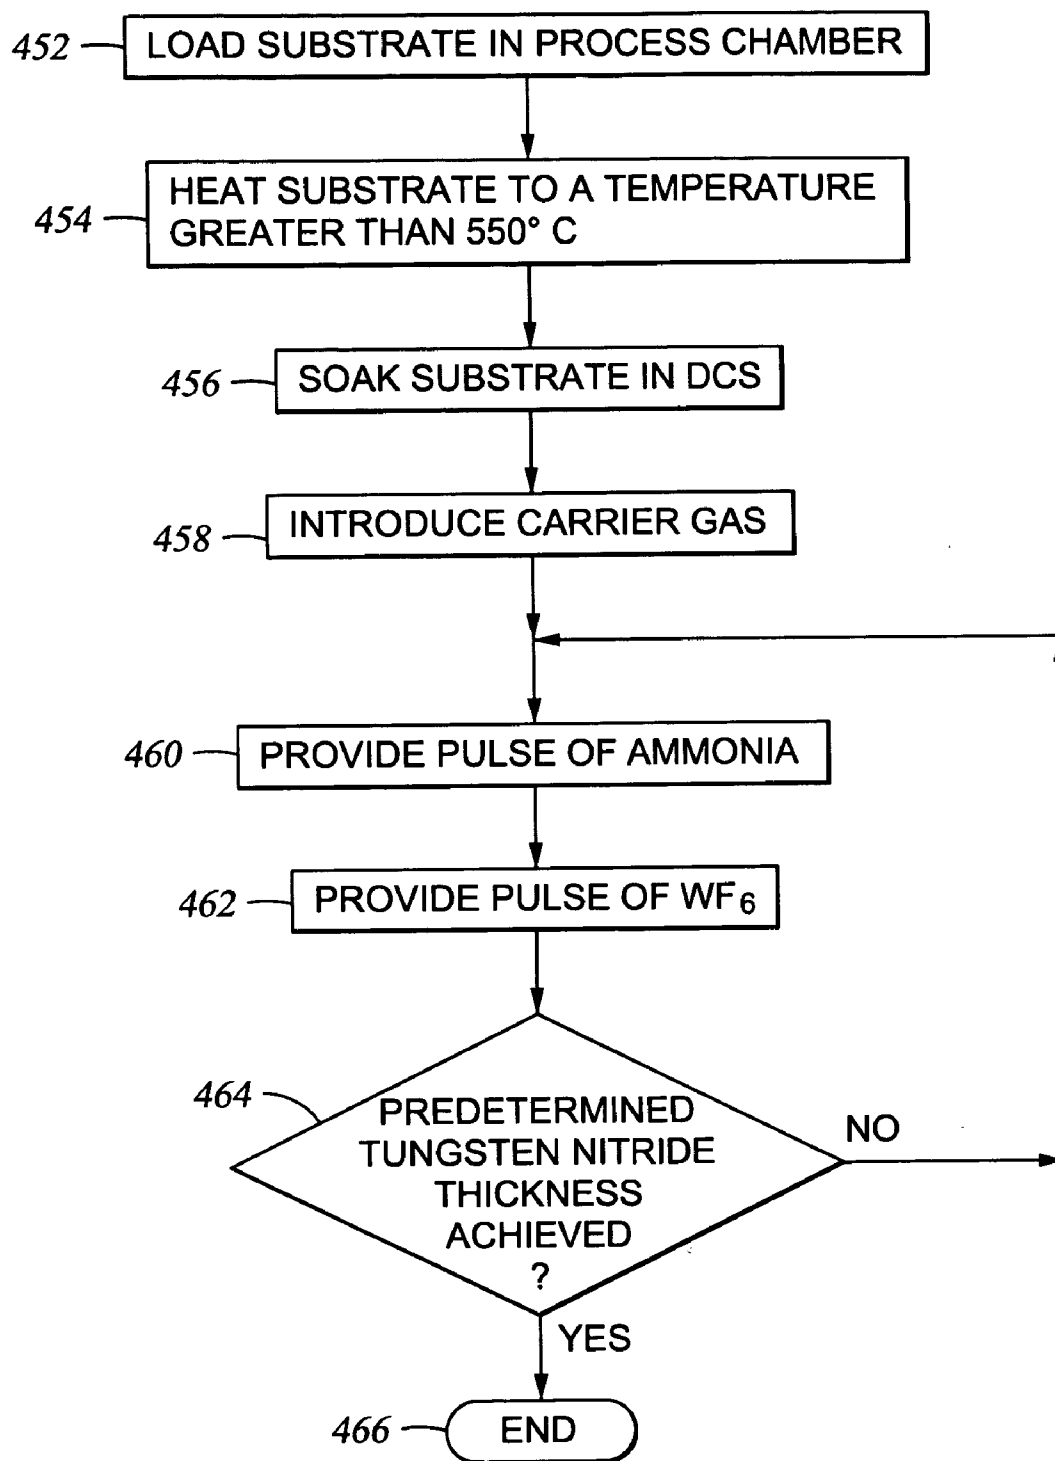 452
LOAD SUBSTRATE IN PROCESS CHAMBER
454
HEAT SUBSTRATE TO A TEMPERATURE
GREATER THAN 550° C
456
SOAK SUBSTRATE IN DCS
458
INTRODUCE CARRIER GAS
460
PROVIDE PULSE OF AMMONIA
462
PROVIDE PULSE OF WF6
464
PREDETERMINED
TUNGSTEN NITRIDE
THICKNESS
ACHIEVED
?
NO
YES
466
END